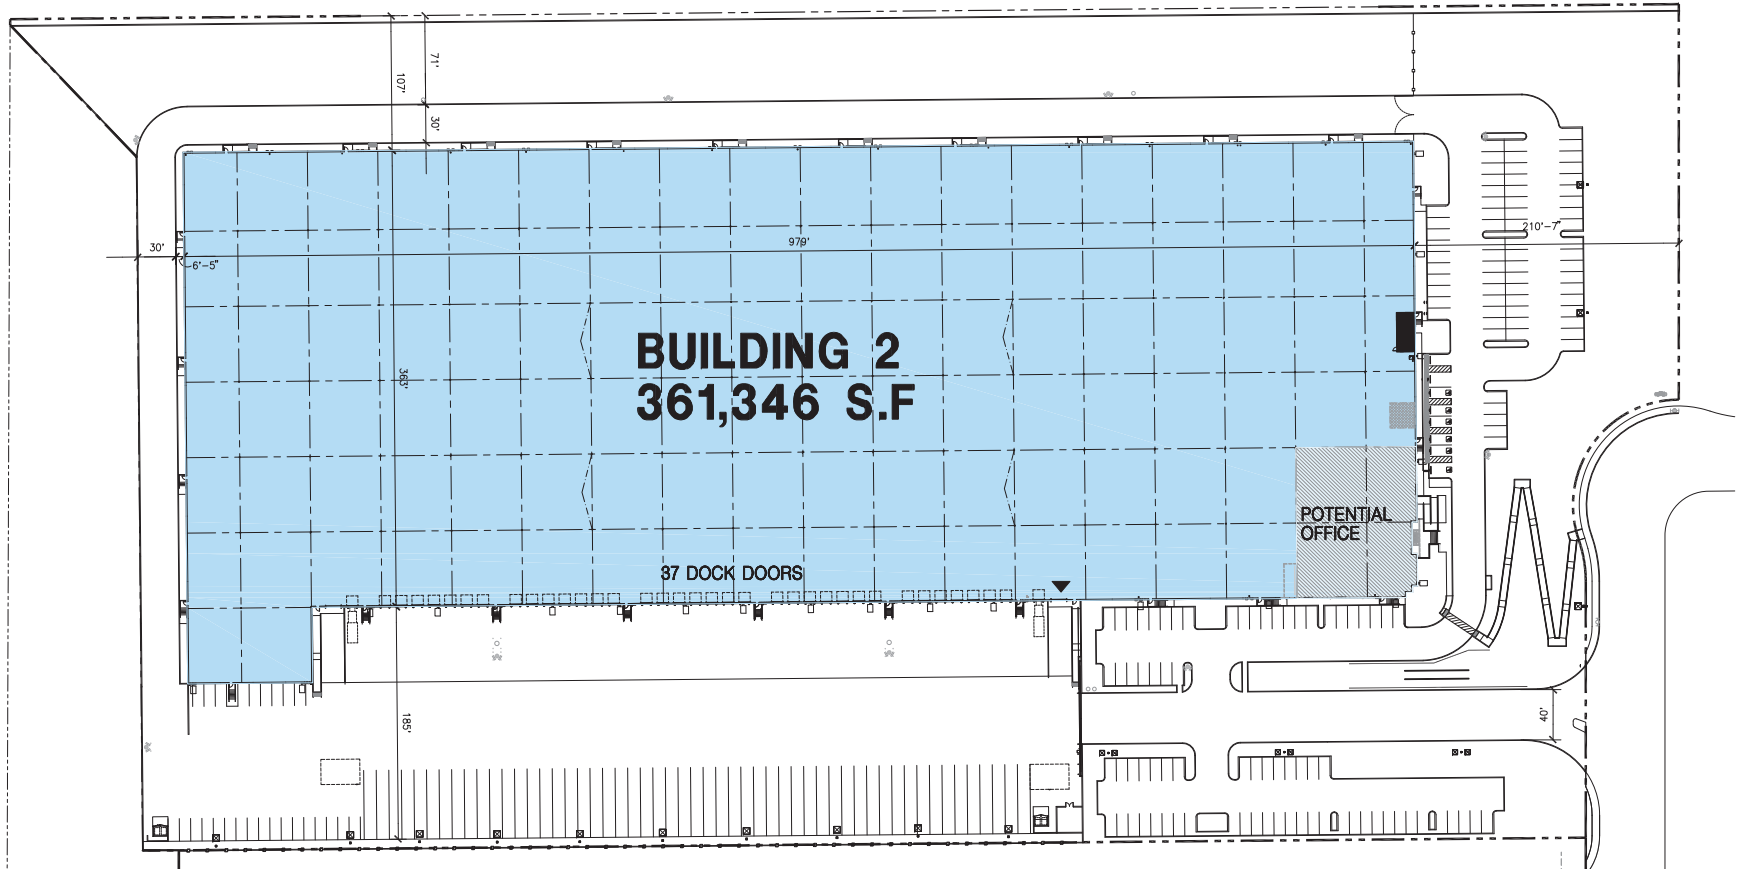 71'
107'
30'
979'
210'-7"
30'
6'-5"
BUILDING 2
361,346 S.F
363'
POTENTIAL
OFFICE
37 DOCK DOORS
185'
40'